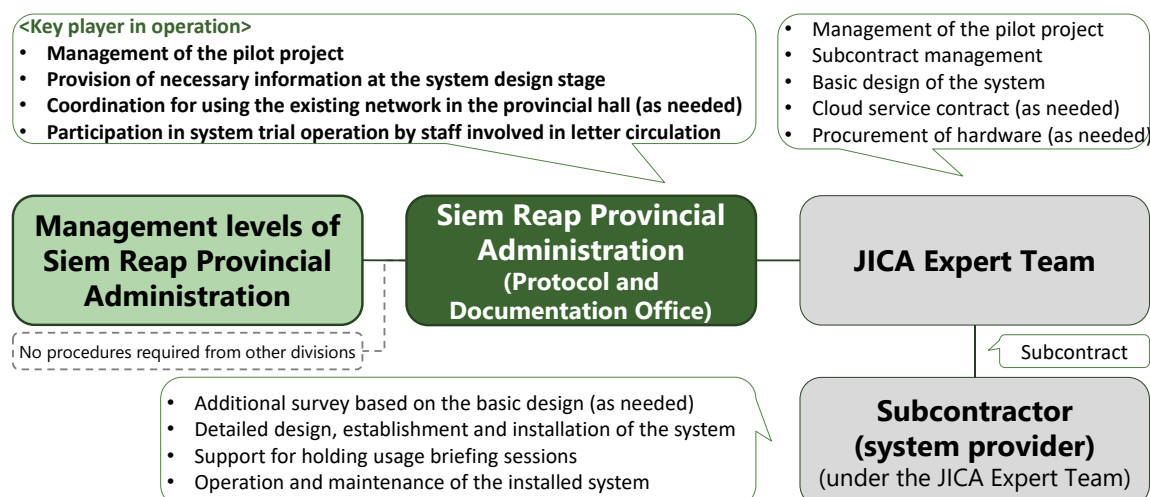 <Key player in operation>
• Management of the pilot project
• Provision of necessary information at the system design stage
• Coordination for using the existing network in the provincial hall (as needed)
• Participation in system trial operation by staff involved in letter circulation
• Management of the pilot project
• Subcontract management
• Basic design of the system
• Cloud service contract (as needed)
• Procurement of hardware (as needed)
Management levels of
Siem Reap Provincial
Administration
Siem Reap Provincial
Administration
(Protocol and
Documentation Office)
JICA Expert Team
No procedures required from other divisions
Subcontract
• Additional survey based on the basic design (as needed)
• Detailed design, establishment and installation of the system
• Support for holding usage briefing sessions
• Operation and maintenance of the installed system
Subcontractor
(system provider)
(under the JICA Expert Team)